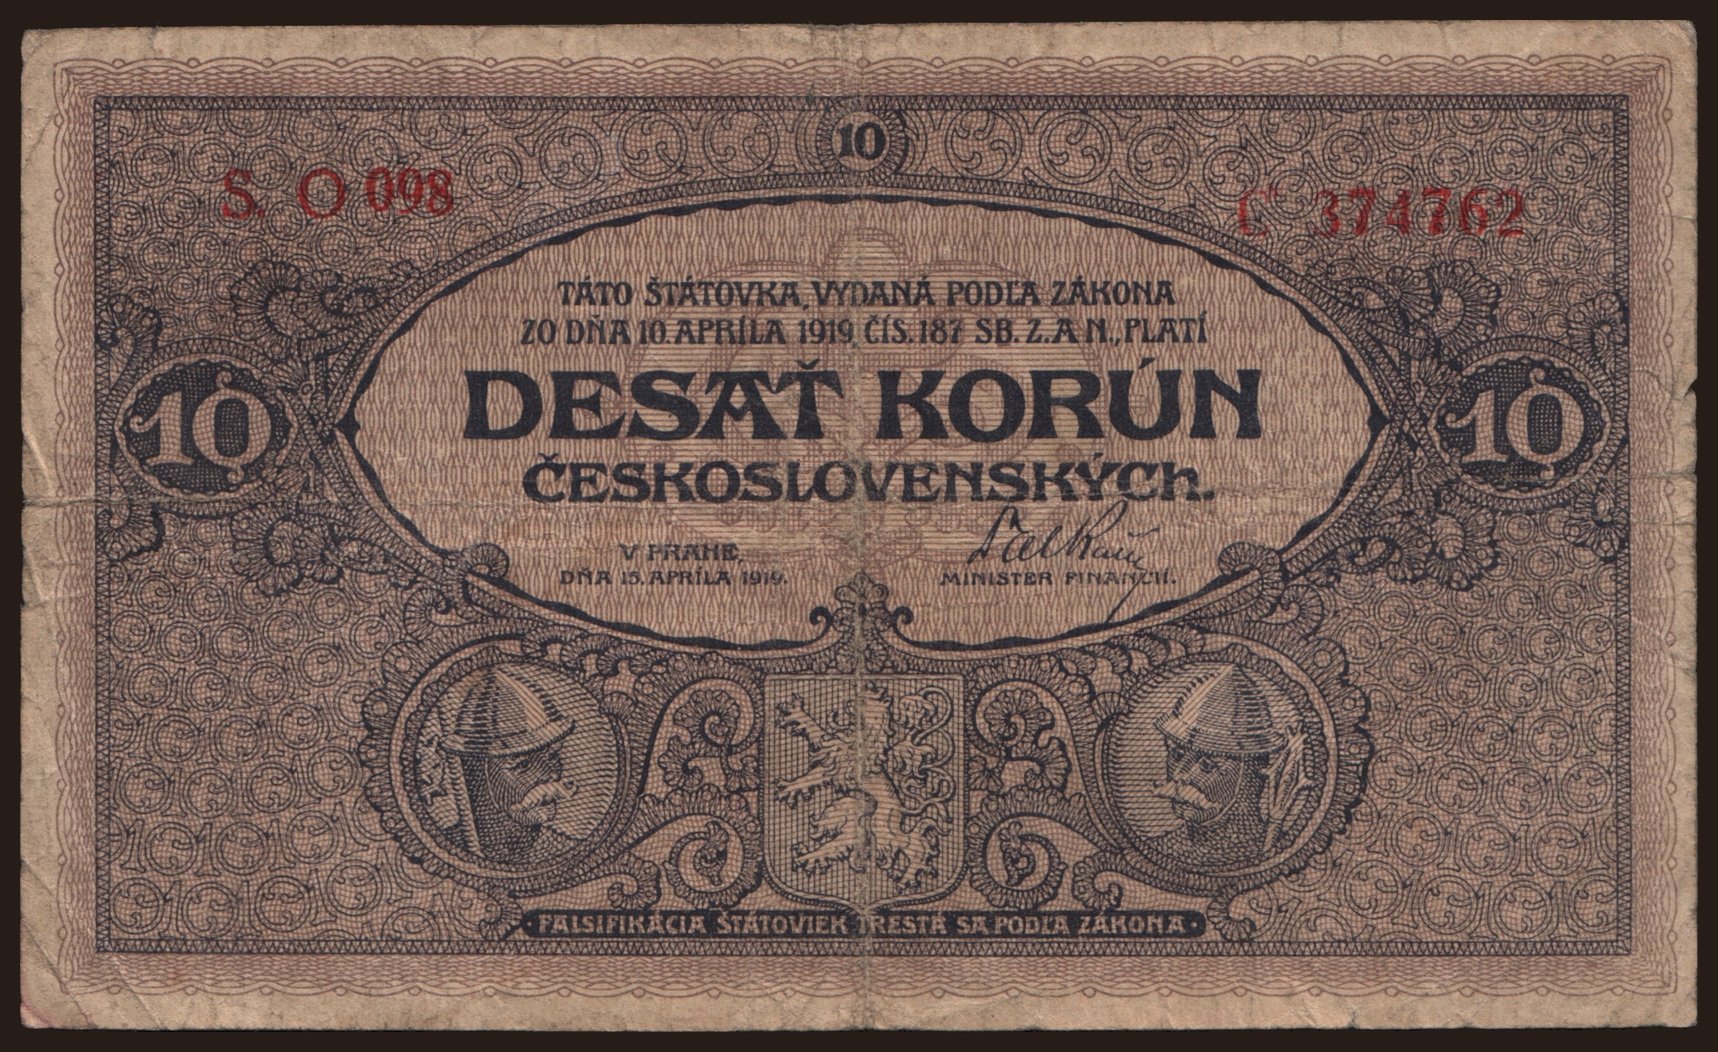 10
S. O 098
C 374762
TÁTO ŠTÁTOVKA, VYDANÁ PODĽA ZÁKONA
ZO DŇA 10. APRÍLA 1919, ČÍS. 187 SB. Z. A N., PLATÍ
10
DESAŤ KORÚN
10
ČESKOSLOVENSKÝCh.
V PRAHE,
DŇA 15. APRÍLA 1919.
MINISTER FINANCIÍ.
· FALSIFIKÁCIA ŠTÁTOVIEK TRESTÁ SA PODĽA ZÁKONA ·